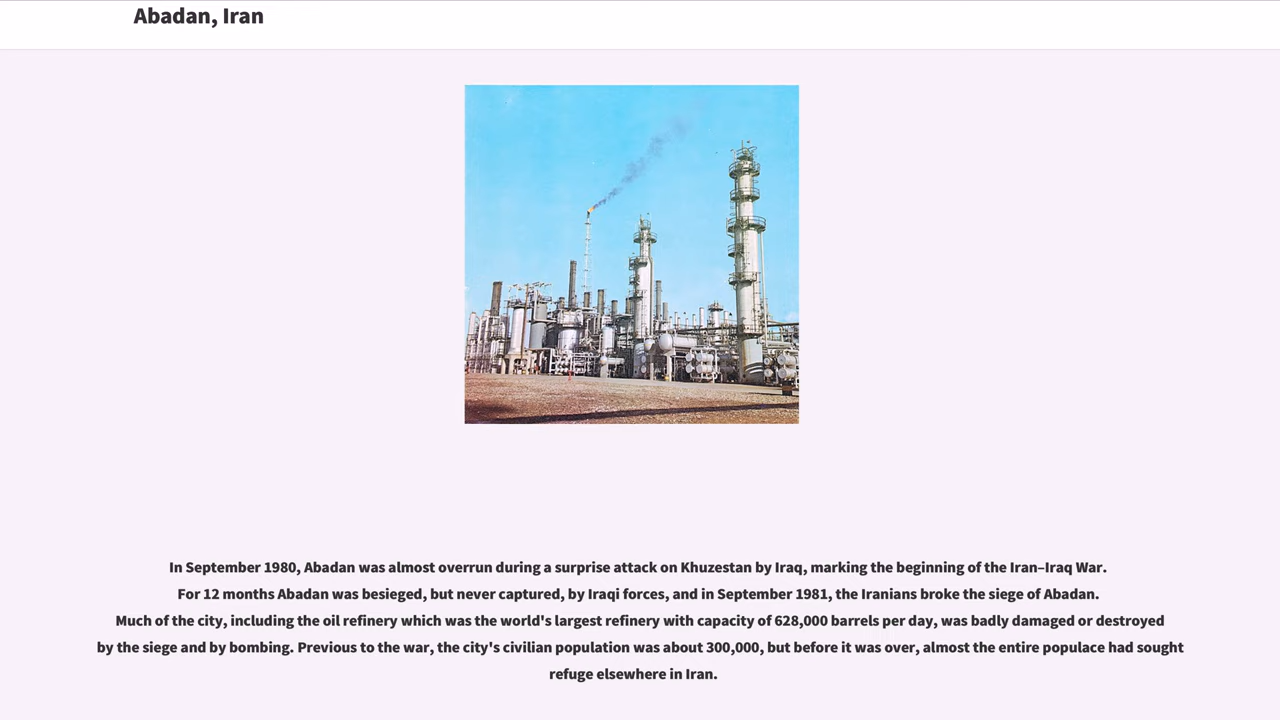 Abadan, Iran
In September 1980, Abadan was almost overrun during a surprise attack on Khuzestan by Iraq, marking the beginning of the Iran–Iraq War.
For 12 months Abadan was besieged, but never captured, by Iraqi forces, and in September 1981, the Iranians broke the siege of Abadan.
Much of the city, including the oil refinery which was the world's largest refinery with capacity of 628,000 barrels per day, was badly damaged or destroyed
by the siege and by bombing. Previous to the war, the city's civilian population was about 300,000, but before it was over, almost the entire populace had sought
refuge elsewhere in Iran.